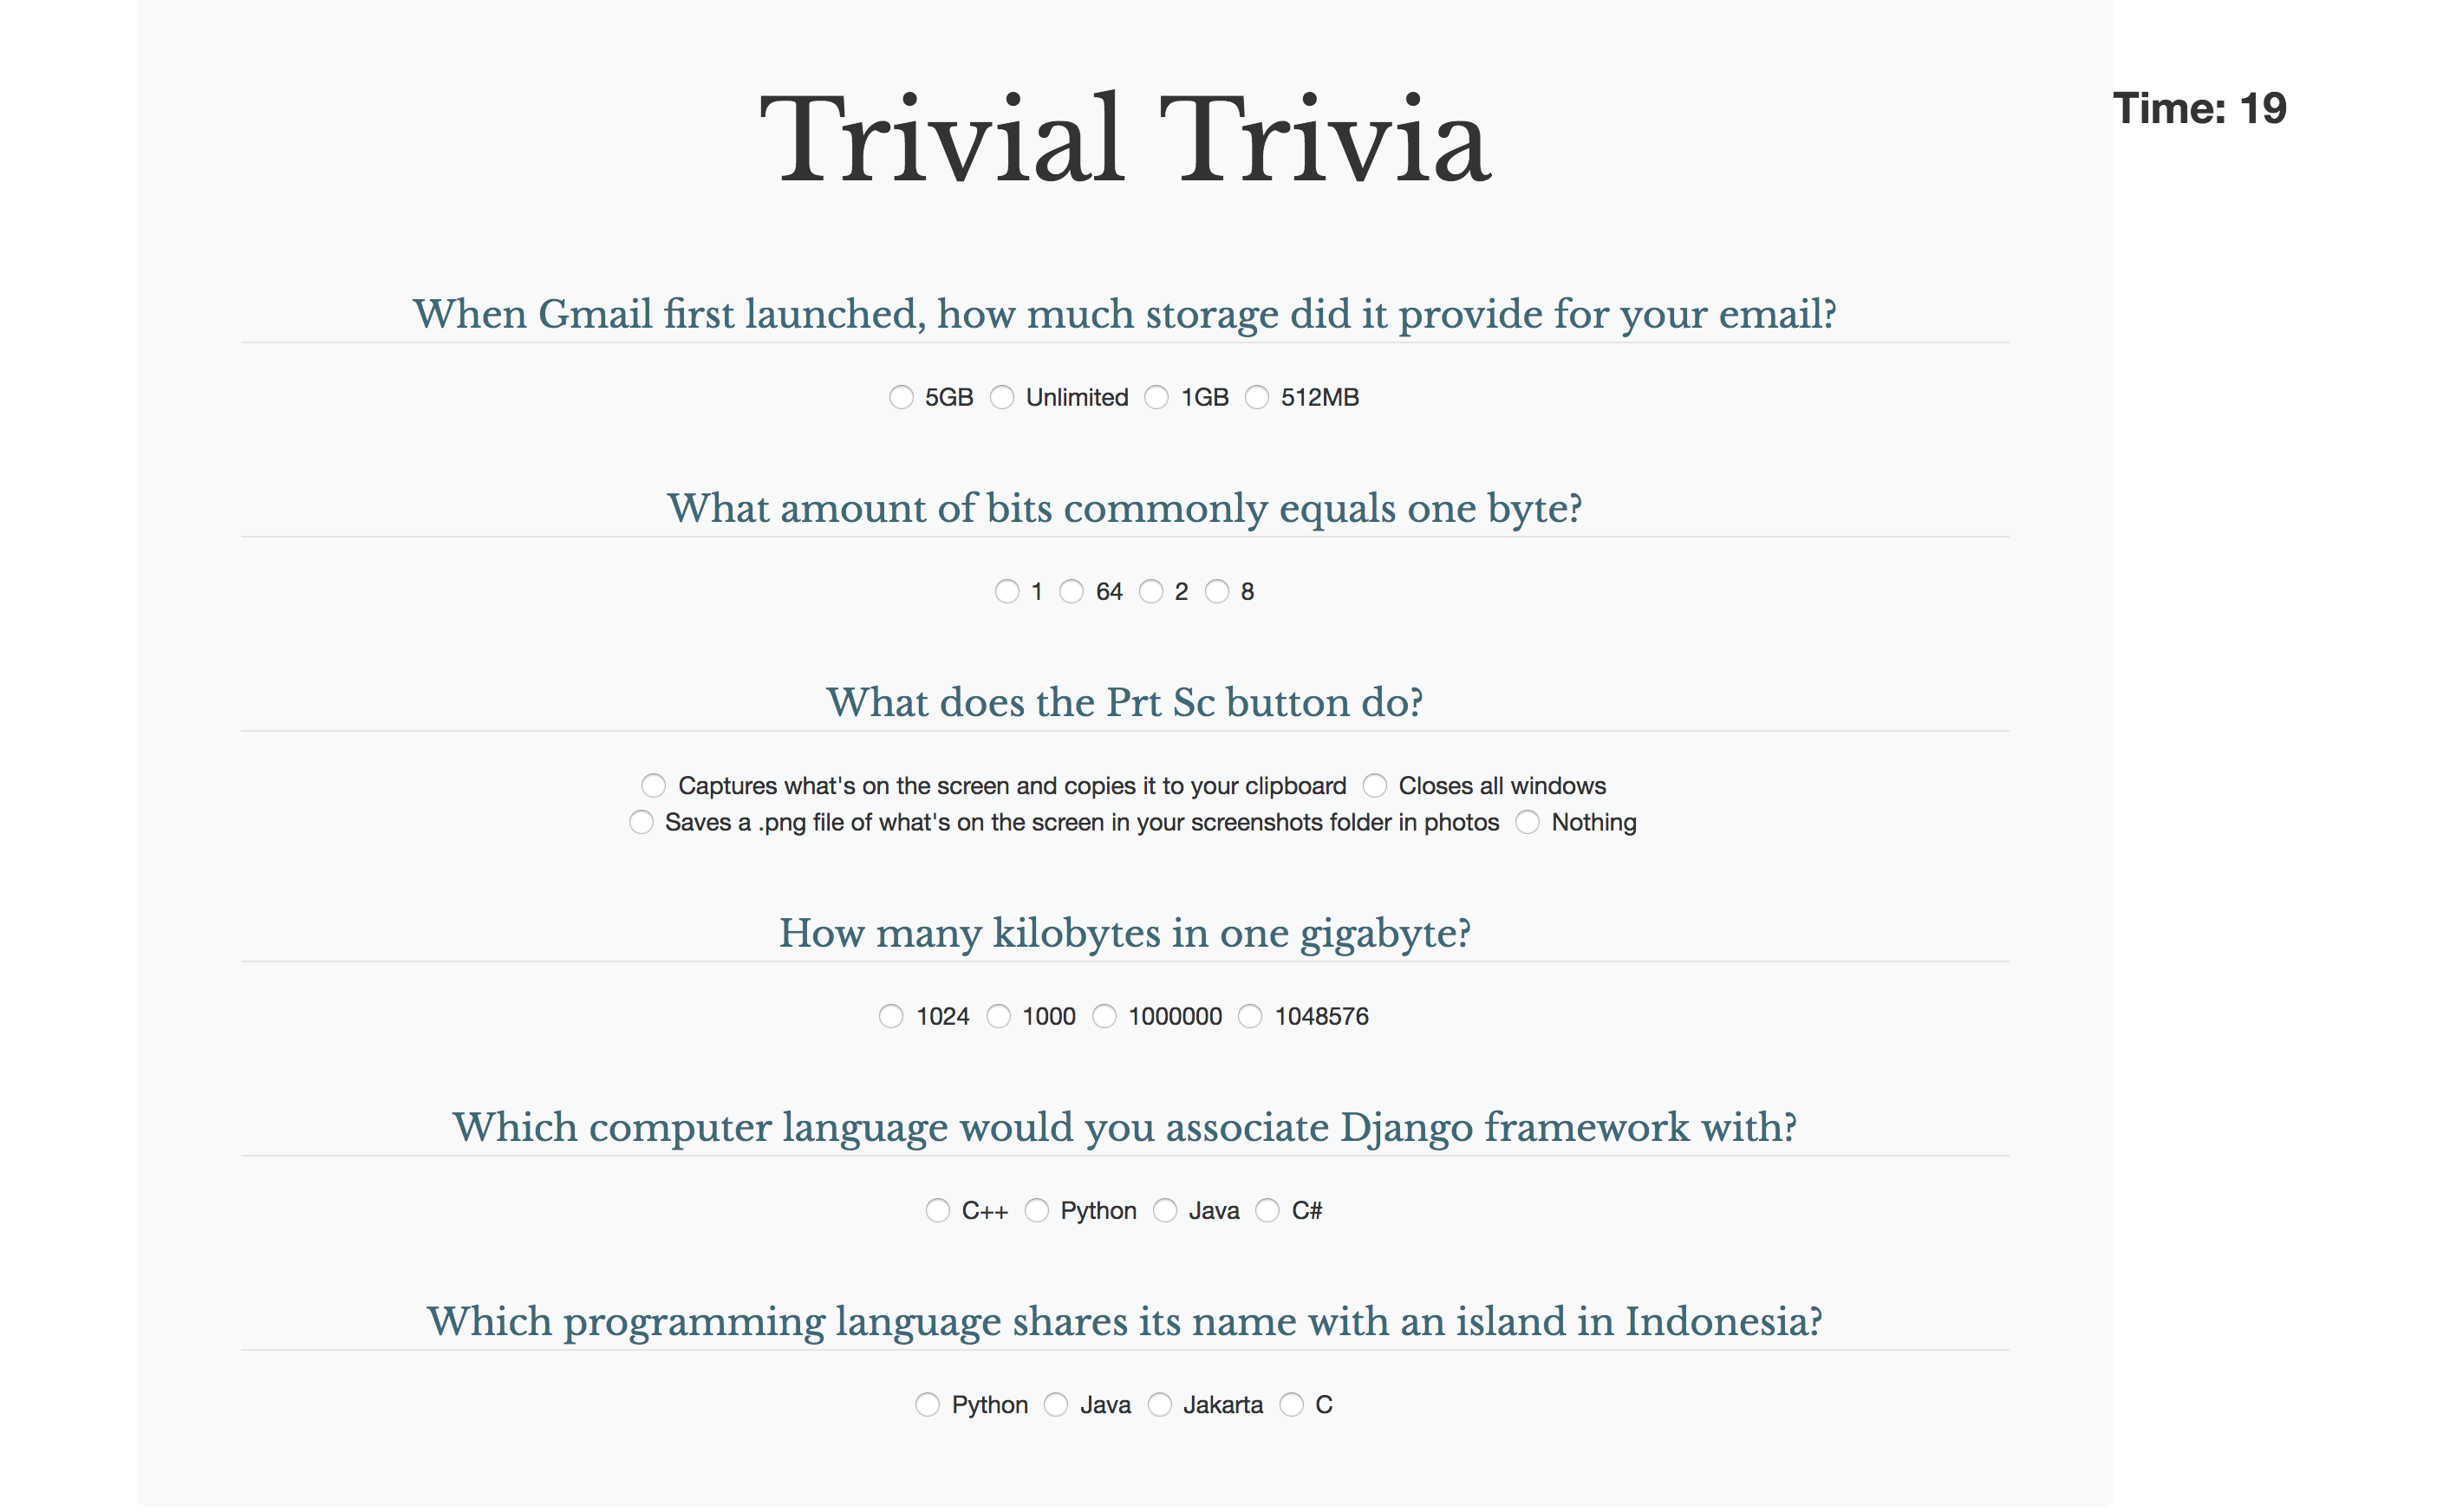 Trivial Trivia
Time: 19
When Gmail first launched, how much storage did it provide for your email?
5GB Unlimited 1GB 512MB
What amount of bits commonly equals one byte?
1 64 2 8
What does the Prt Sc button do?
Captures what's on the screen and copies it to your clipboard Closes all windows
Saves a .png file of what's on the screen in your screenshots folder in photos Nothing
How many kilobytes in one gigabyte?
1024 1000 1000000 1048576
Which computer language would you associate Django framework with?
C++ Python Java C#
Which programming language shares its name with an island in Indonesia?
Python Java Jakarta C